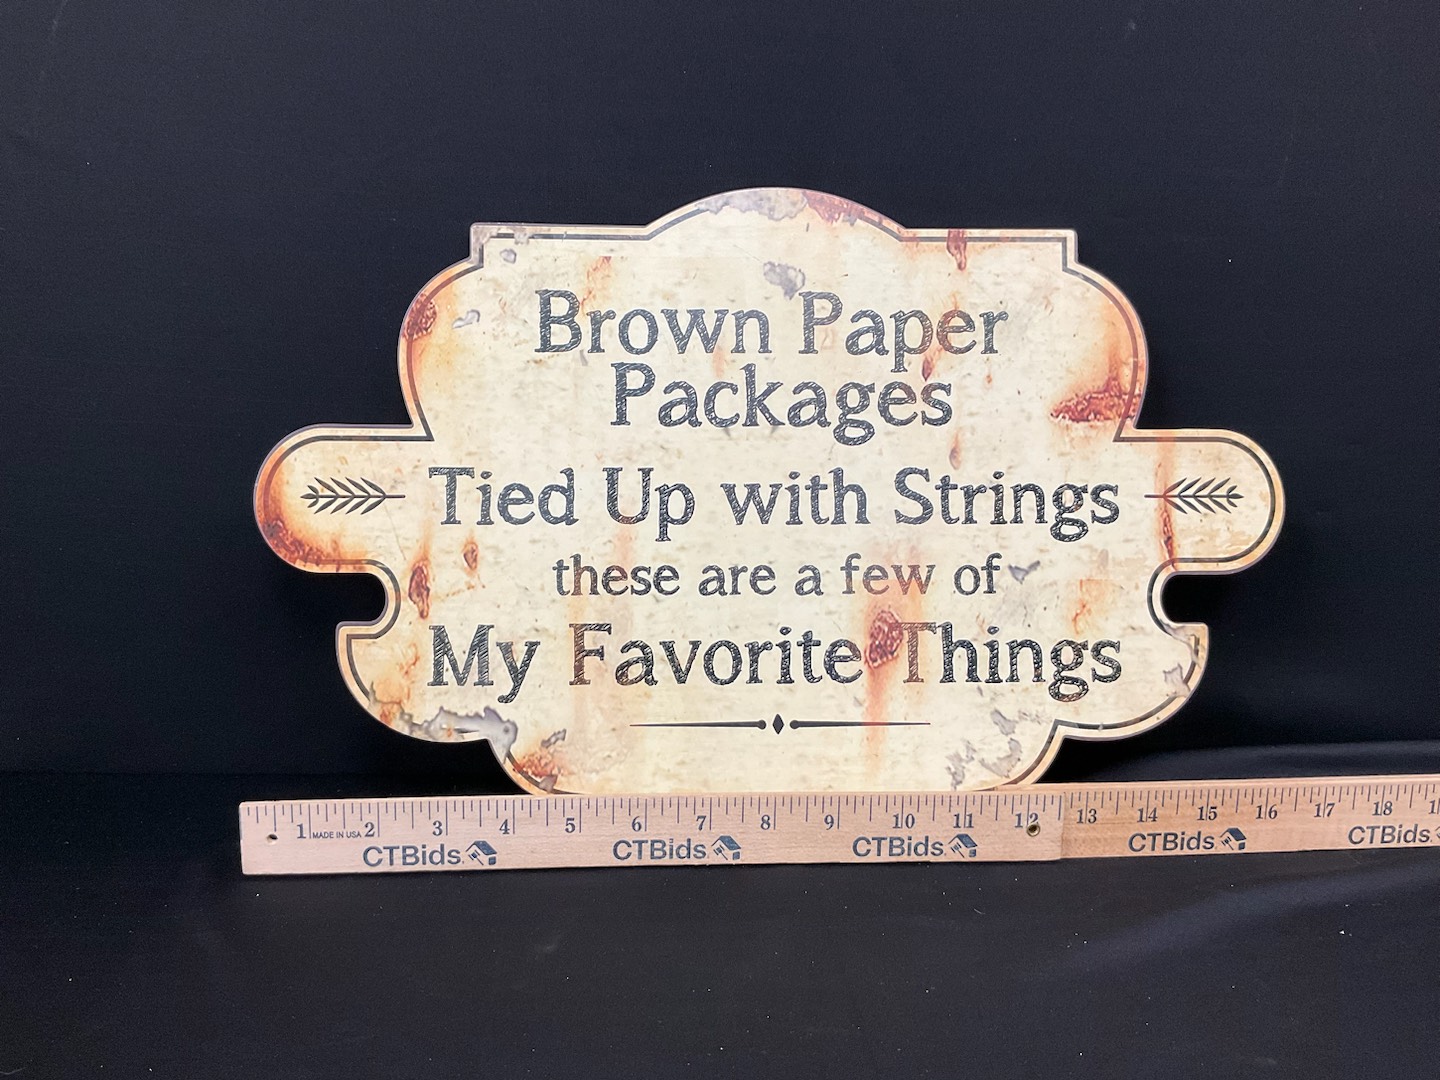 Brown Paper
Packages
Tied Up with Strings
these are a few of
My Favorite Things
1 MADE IN USA 2 3 4 5 6 7 8 9 10 11 12 13 14 15 16 17 18
CTBids CTBids CTBids CTBids CTBids